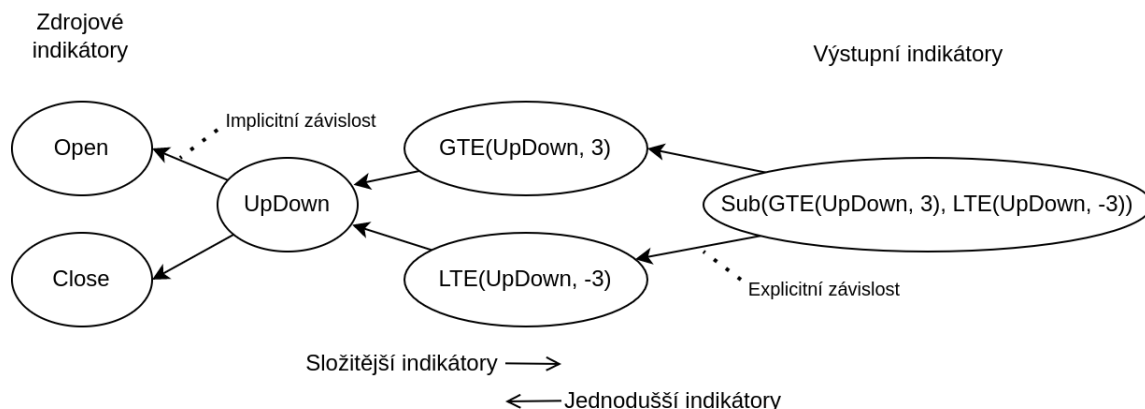 Zdrojové
indikátory
Výstupní indikátory
Implicitní závislost
Open
GTE(UpDown, 3)
UpDown
Sub(GTE(UpDown, 3), LTE(UpDown, -3))
Close
LTE(UpDown, -3)
Explicitní závislost
Složitější indikátory
Jednodušší indikátory